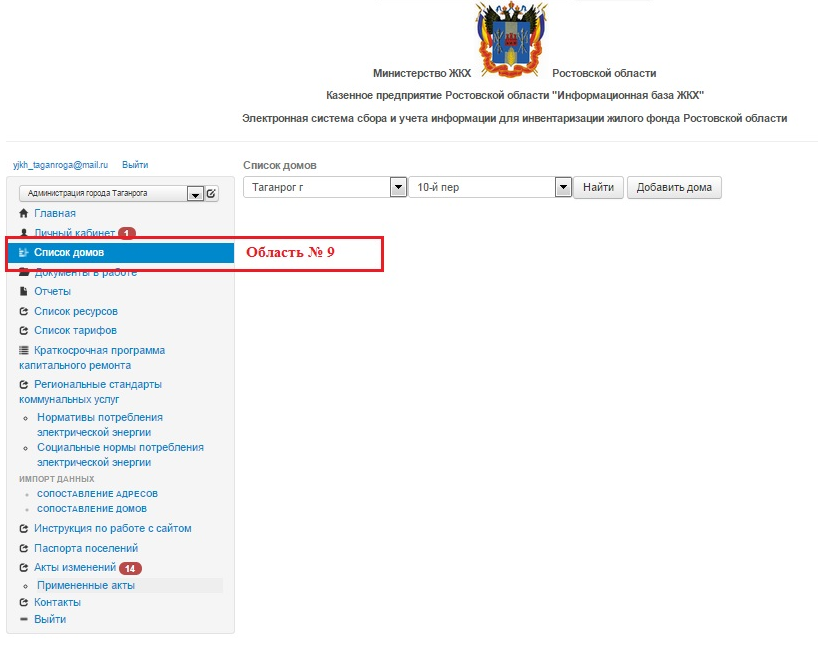 Министерство ЖКХ Ростовской области
Казенное предприятие Ростовской области "Информационная база ЖКХ"
Электронная система сбора и учета информации для инвентаризации жилого фонда Ростовской области
yjkh_taganroga@mail.ru Выйти
Администрация города Таганрога
Главная
Личный кабинет 1
Список домов
Документы в работе
Отчеты
Список ресурсов
Список тарифов
Краткосрочная программа
капитального ремонта
Региональные стандарты
коммунальных услуг
Нормативы потребления
электрической энергии
Социальные нормы потребления
электрической энергии
ИМПОРТ ДАННЫХ
СОПОСТАВЛЕНИЕ АДРЕСОВ
СОПОСТАВЛЕНИЕ ДОМОВ
Инструкция по работе с сайтом
Паспорта поселений
Акты изменений 14
Примененные акты
Контакты
Выйти
Список домов
Таганрог г 10-й пер Найти Добавить дома
Область № 9